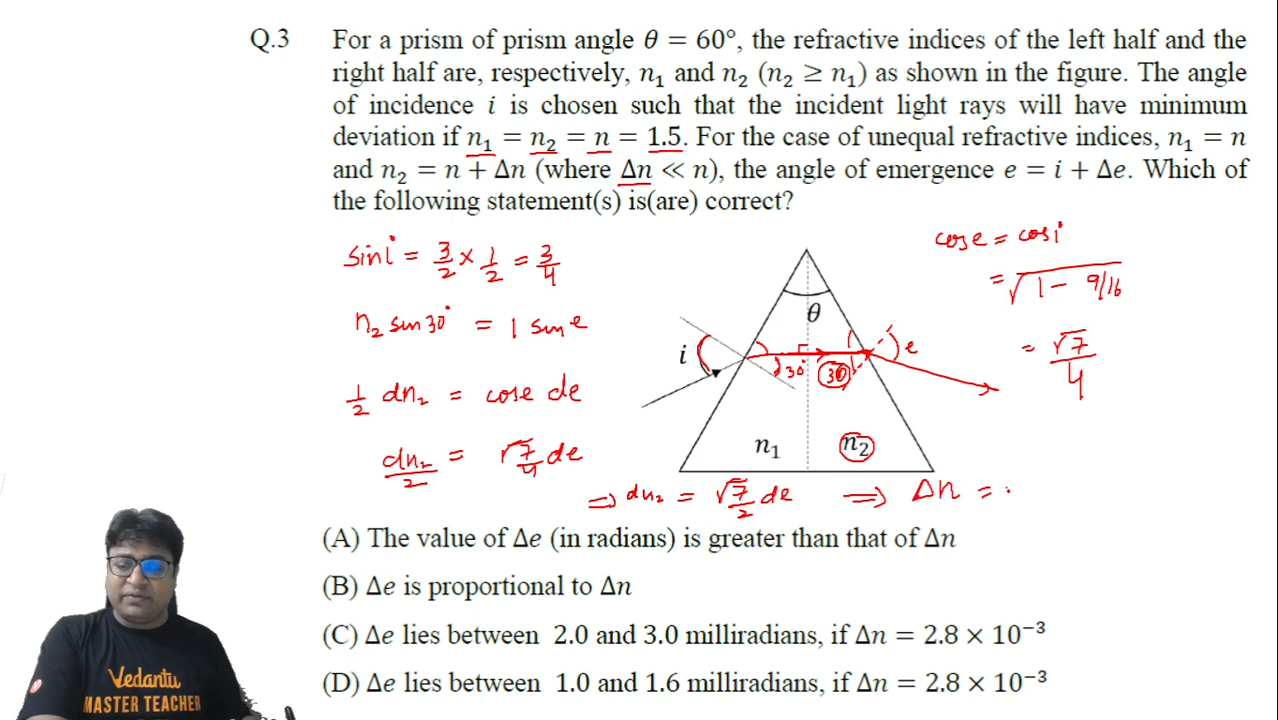 Q.3 For a prism of prism angle θ = 60°, the refractive indices of the left half and the
right half are, respectively, n₁ and n₂ (n₂ ≥ n₁) as shown in the figure. The angle
of incidence i is chosen such that the incident light rays will have minimum
deviation if n₁ = n₂ = n = 1.5. For the case of unequal refractive indices, n₁ = n
and n₂ = n + Δn (where Δn ≪ n), the angle of emergence e = i + Δe. Which of
the following statement(s) is(are) correct?
sin i = 3/2 × 1/2 = 3/4
n₂ sin 30° = 1 sin e
1/2 dn₂ = cose de
dn₂/2 = √7/4 de
⇒ dn₂ = √7/2 de ⇒ Δn =
cose = cosi
= √(1 - 9/16)
= √7/4
θ
i
30°
30
e
n₁
n₂
(A) The value of Δe (in radians) is greater than that of Δn
(B) Δe is proportional to Δn
(C) Δe lies between 2.0 and 3.0 milliradians, if Δn = 2.8 × 10⁻³
(D) Δe lies between 1.0 and 1.6 milliradians, if Δn = 2.8 × 10⁻³
Vedantu
MASTER TEACHER